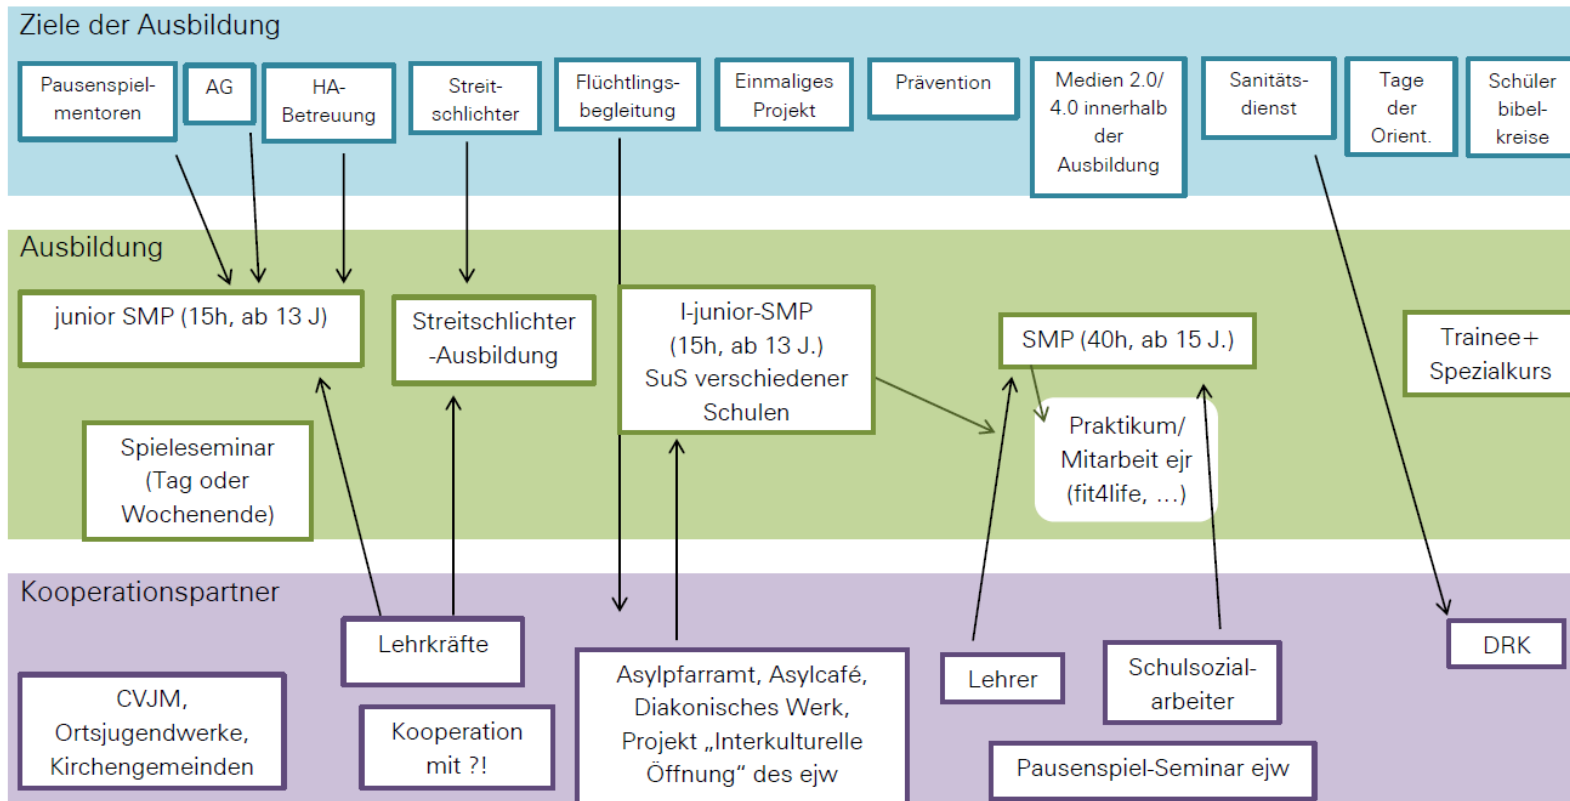 Ziele der Ausbildung
Pausenspiel-
mentoren
AG
HA-
Betreuung
Streit-
schlichter
Flüchtlings-
begleitung
Einmaliges
Projekt
Prävention
Medien 2.0/
4.0 innerhalb
der
Ausbildung
Sanitäts-
dienst
Tage
der
Orient.
Schüler
bibel-
kreise
Ausbildung
junior SMP (15h, ab 13 J)
Streitschlichter
-Ausbildung
I-junior-SMP
(15h, ab 13 J.)
SuS verschiedener
Schulen
SMP (40h, ab 15 J.)
Trainee+
Spezialkurs
Spieleseminar
(Tag oder
Wochenende)
Praktikum/
Mitarbeit ejr
(fit4life, ...)
Kooperationspartner
Lehrkräfte
CVJM,
Ortsjugendwerke,
Kirchengemeinden
Kooperation
mit ?!
Asylpfarramt, Asylcafé,
Diakonisches Werk,
Projekt „Interkulturelle
Öffnung“ des ejw
Lehrer
Schulsozial-
arbeiter
DRK
Pausenspiel-Seminar ejw